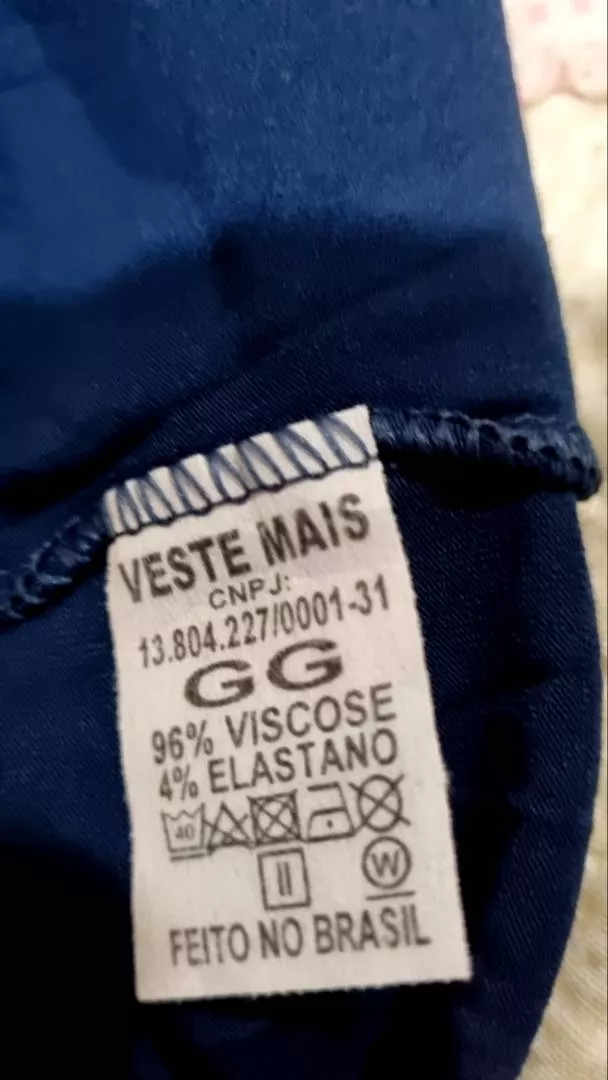 VESTE MAIS
CNPJ:
13.804.227/0001-31
GG
96% VISCOSE
4% ELASTANO
40
W
FEITO NO BRASIL